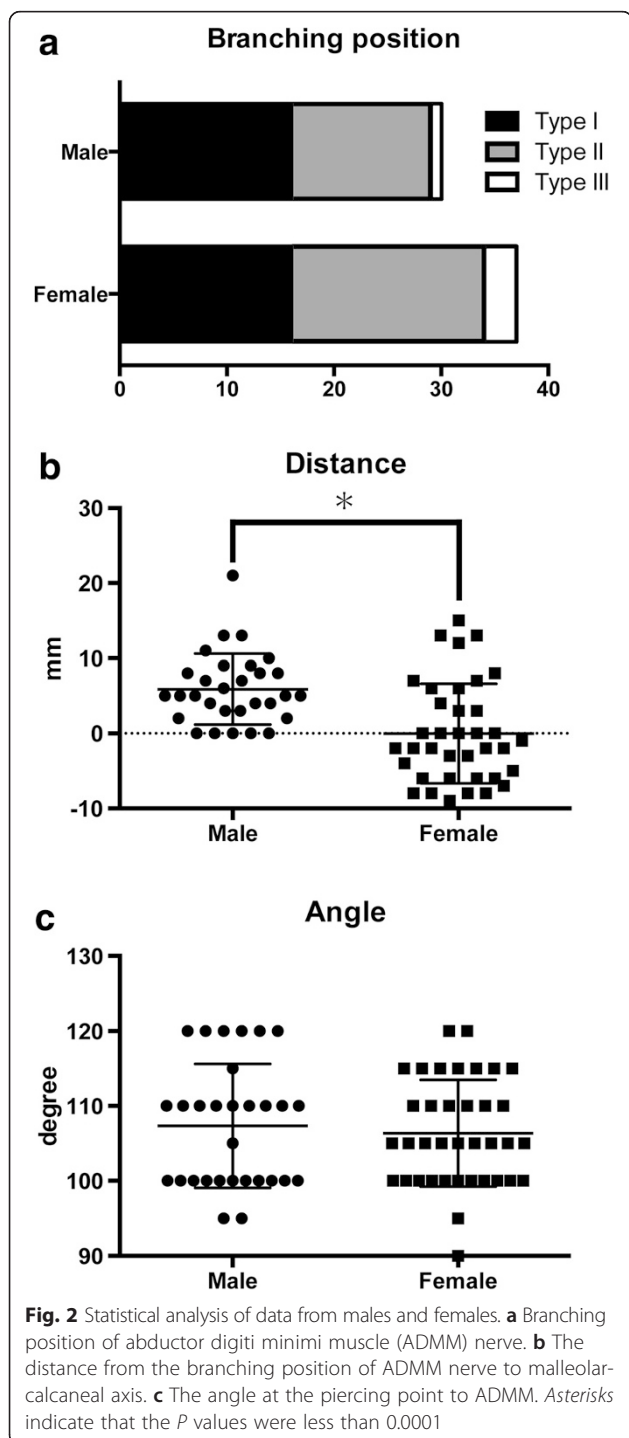 a
Branching position
Male
Female
Type I
Type II
Type III
0 10 20 30 40
b
Distance
*
mm
30
20
10
0
-10
Male Female
c
Angle
degree
130
120
110
100
90
Male Female
Fig. 2 Statistical analysis of data from males and females. a Branching
position of abductor digiti minimi muscle (ADMM) nerve. b The
distance from the branching position of ADMM nerve to malleolar-
calcaneal axis. c The angle at the piercing point to ADMM. Asterisks
indicate that the P values were less than 0.0001